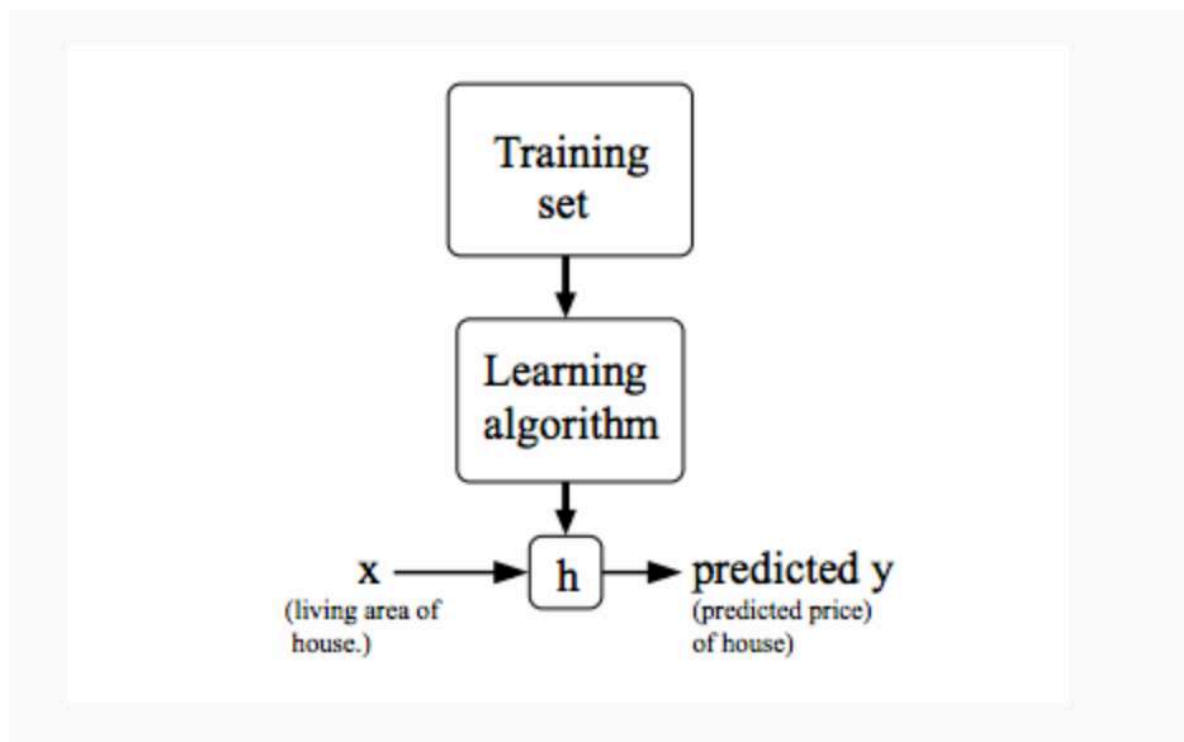 Training
set
Learning
algorithm
x
h
predicted y
(living area of
house.)
(predicted price)
of house)